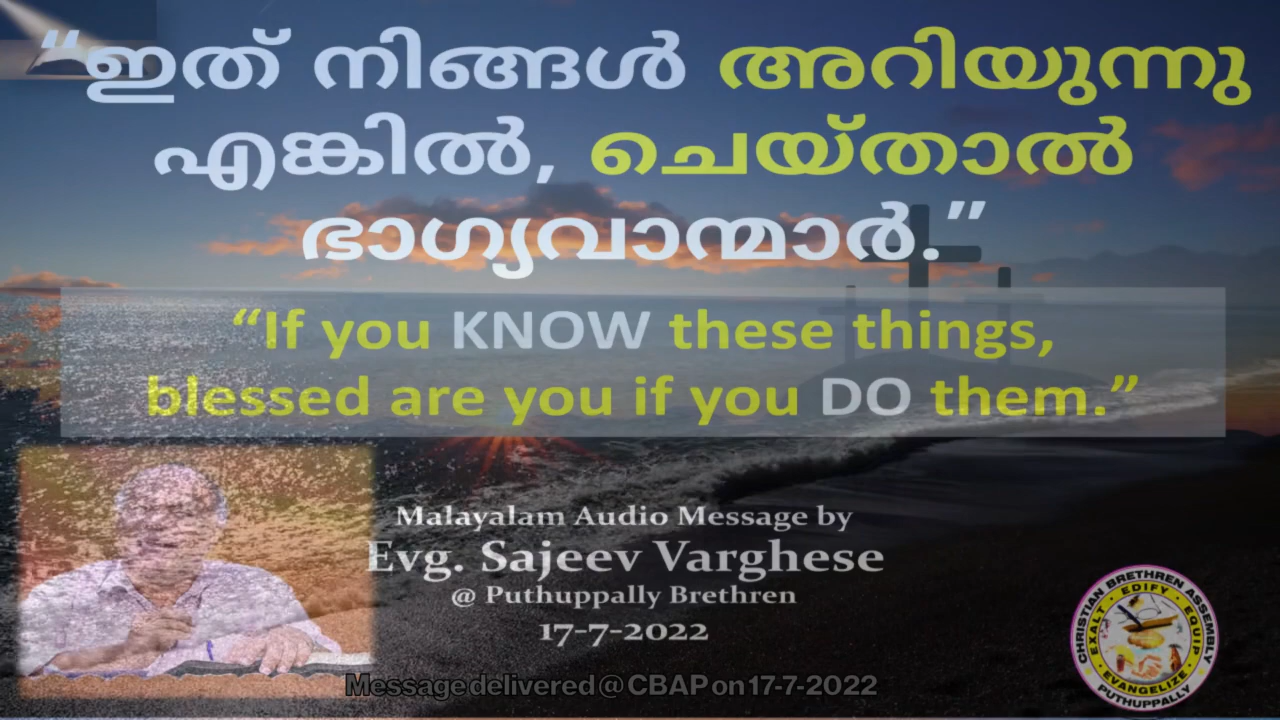 “ഇത് നിങ്ങൾ അറിയുന്നു
എങ്കിൽ, ചെയ്താൽ
ഭാഗ്യവാന്മാർ.”
“If you KNOW these things,
blessed are you if you DO them.”
Malayalam Audio Message by
Evg. Sajeev Varghese
@ Puthuppally Brethren
17-7-2022
Message delivered @ CBAP on 17-7-2022
CHRISTIAN BRETHREN ASSEMBLY
EXALT · EDIFY · EQUIP
· EVANGELIZE ·
PUTHUPPALLY